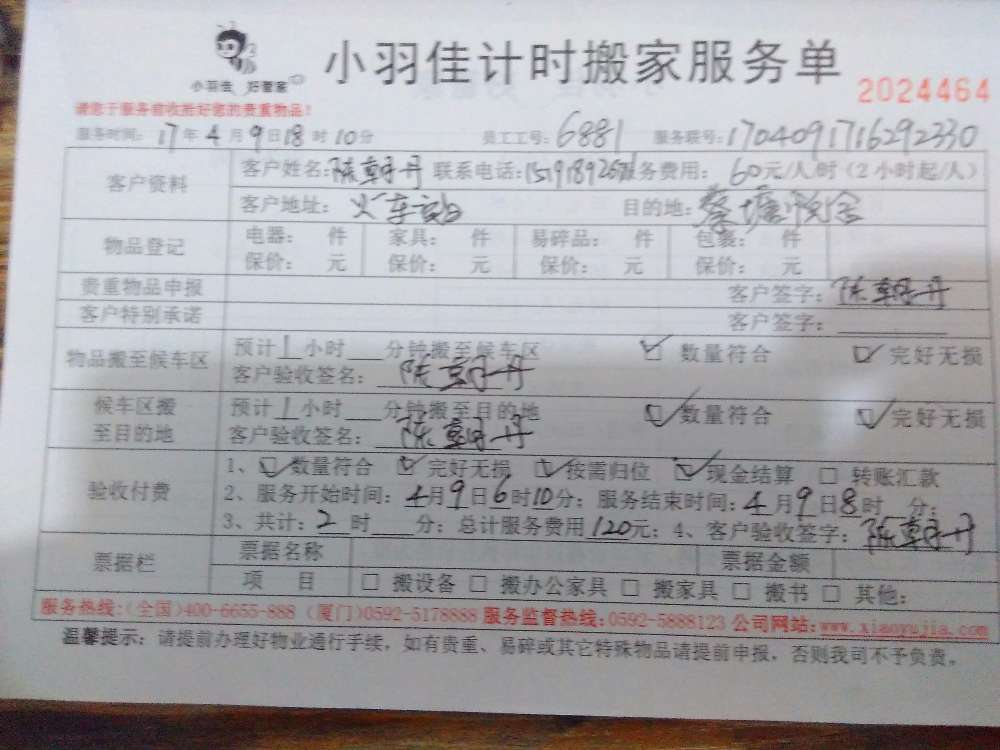 小羽佳 好管家
小羽佳计时搬家服务单
2024464
请您于服务前收拾好您的贵重物品!
服务时间: 17年4月9日18时10分 员工工号: 6881 服务联号: 1704091716292330
客户资料 客户姓名: 陈 丹 联系电话: 服务费用: 60元/人/时(2小时起/人)
客户地址: 火车站 目的地: 蔡塘
物品登记 电器: 件 家具: 件 易碎品: 件 包裹: 件
保价: 元 保价: 元 保价: 元 保价: 元
贵重物品申报 客户签字: 陈 丹
客户特别承诺 客户签字:
物品搬至候车区 预计1小时 分钟搬至候车区 数量符合 完好无损
客户验收签名: 陈 丹
候车区搬至目的地 预计1小时 分钟搬至目的地 数量符合 完好无损
客户验收签名: 陈 丹
验收付费 1、数量符合 完好无损 按需归位 现金结算 转账汇款
2、服务开始时间: 4月9日6时10分; 服务结束时间: 4月9日8时 分;
3、共计: 2时 分; 总计服务费用120元; 4、客户验收签字: 陈 丹
票据栏 票据名称 票据金额
项 目 搬设备 搬办公家具 搬家具 搬书 其他:
服务热线:(全国)400-6655-888 (厦门)0592-5178888 服务监督热线:0592-5888123 公司网站:www.xiaoyujia.com
温馨提示: 请提前办理好物业通行手续, 如有贵重、易碎或其它特殊物品请提前申报, 否则我司不予负责。